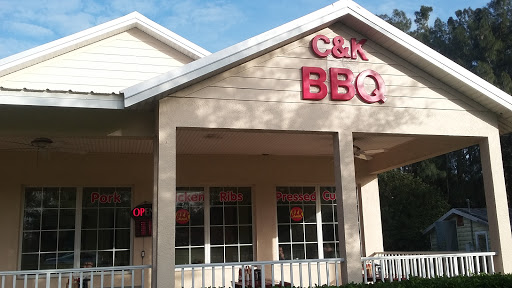 C&K
BBQ
Pork
Ribs
Pressed